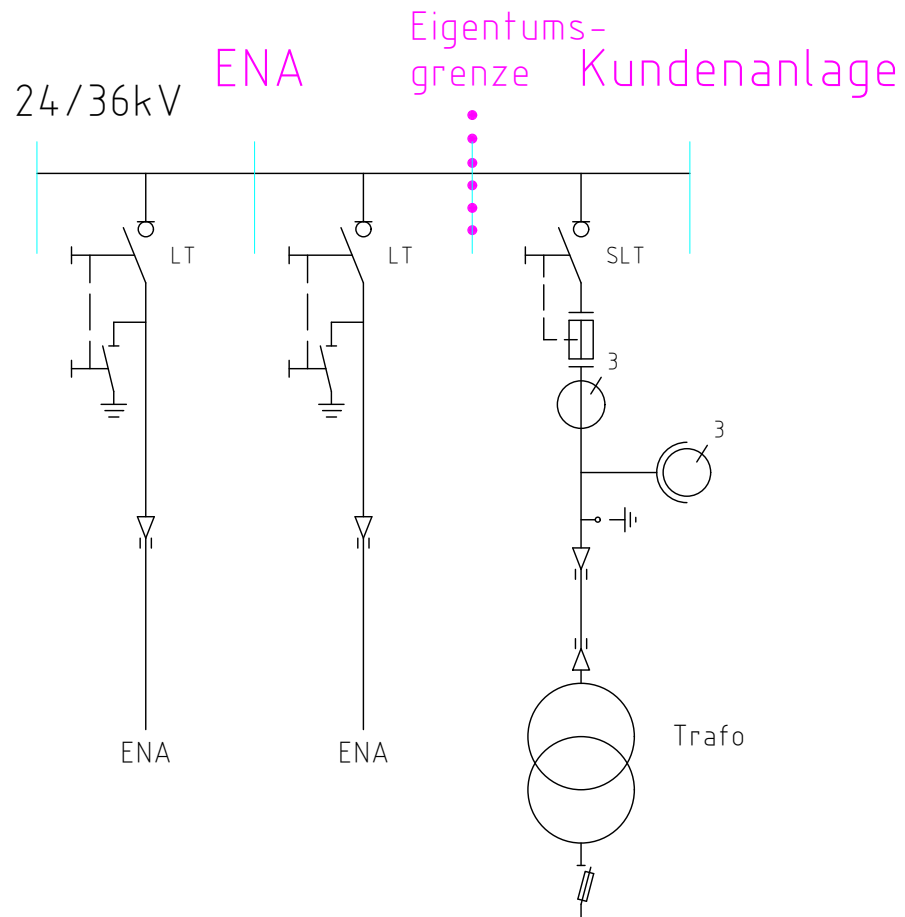 Eigentums-
grenze
ENA
Kundenanlage
24/36kV
LT
LT
SLT
3
3
ENA
ENA
Trafo